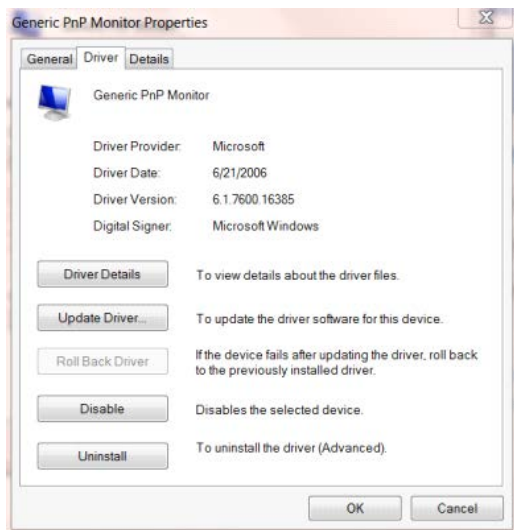 Generic PnP Monitor Properties
General Driver Details
Generic PnP Monitor
Driver Provider: Microsoft
Driver Date: 6/21/2006
Driver Version: 6.1.7600.16385
Digital Signer: Microsoft Windows
Driver Details To view details about the driver files.
Update Driver... To update the driver software for this device.
Roll Back Driver If the device fails after updating the driver, roll back
to the previously installed driver.
Disable Disables the selected device.
Uninstall To uninstall the driver (Advanced).
OK Cancel